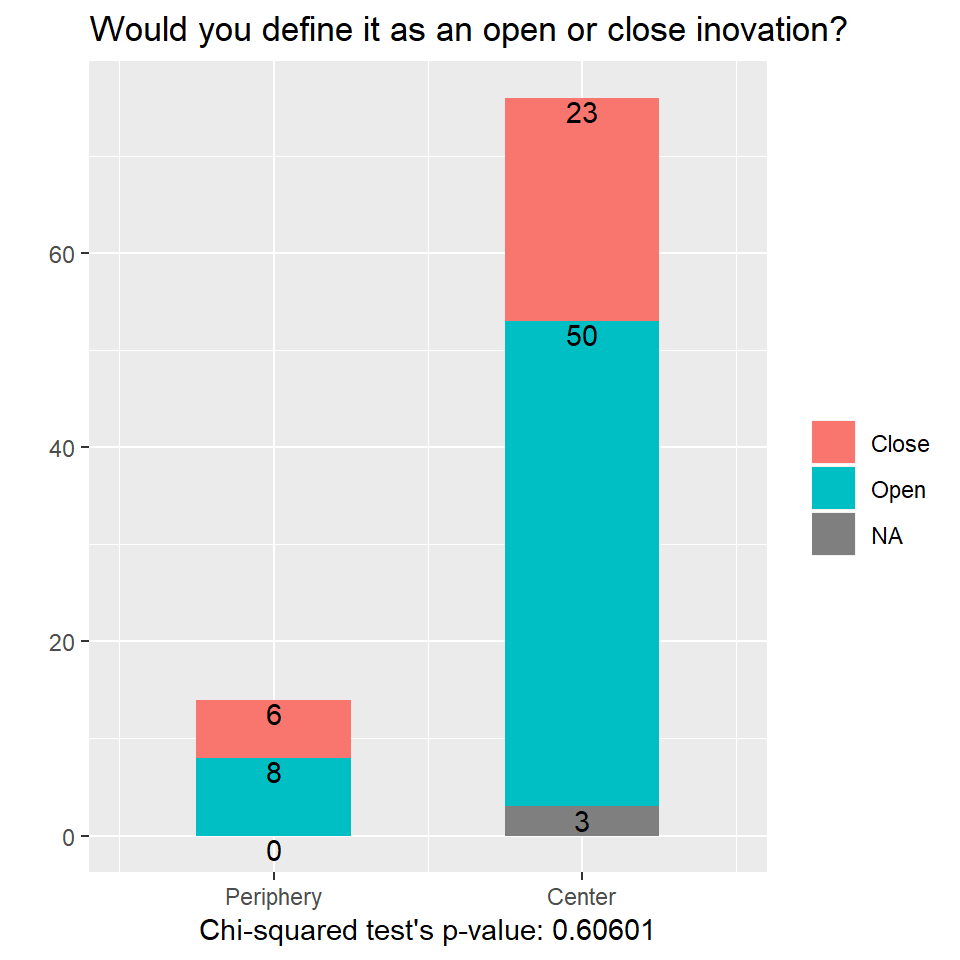 Would you define it as an open or close inovation?
60
40
20
0
23
50
3
6
8
0
Periphery
Center
Chi-squared test's p-value: 0.60601
Close
Open
NA